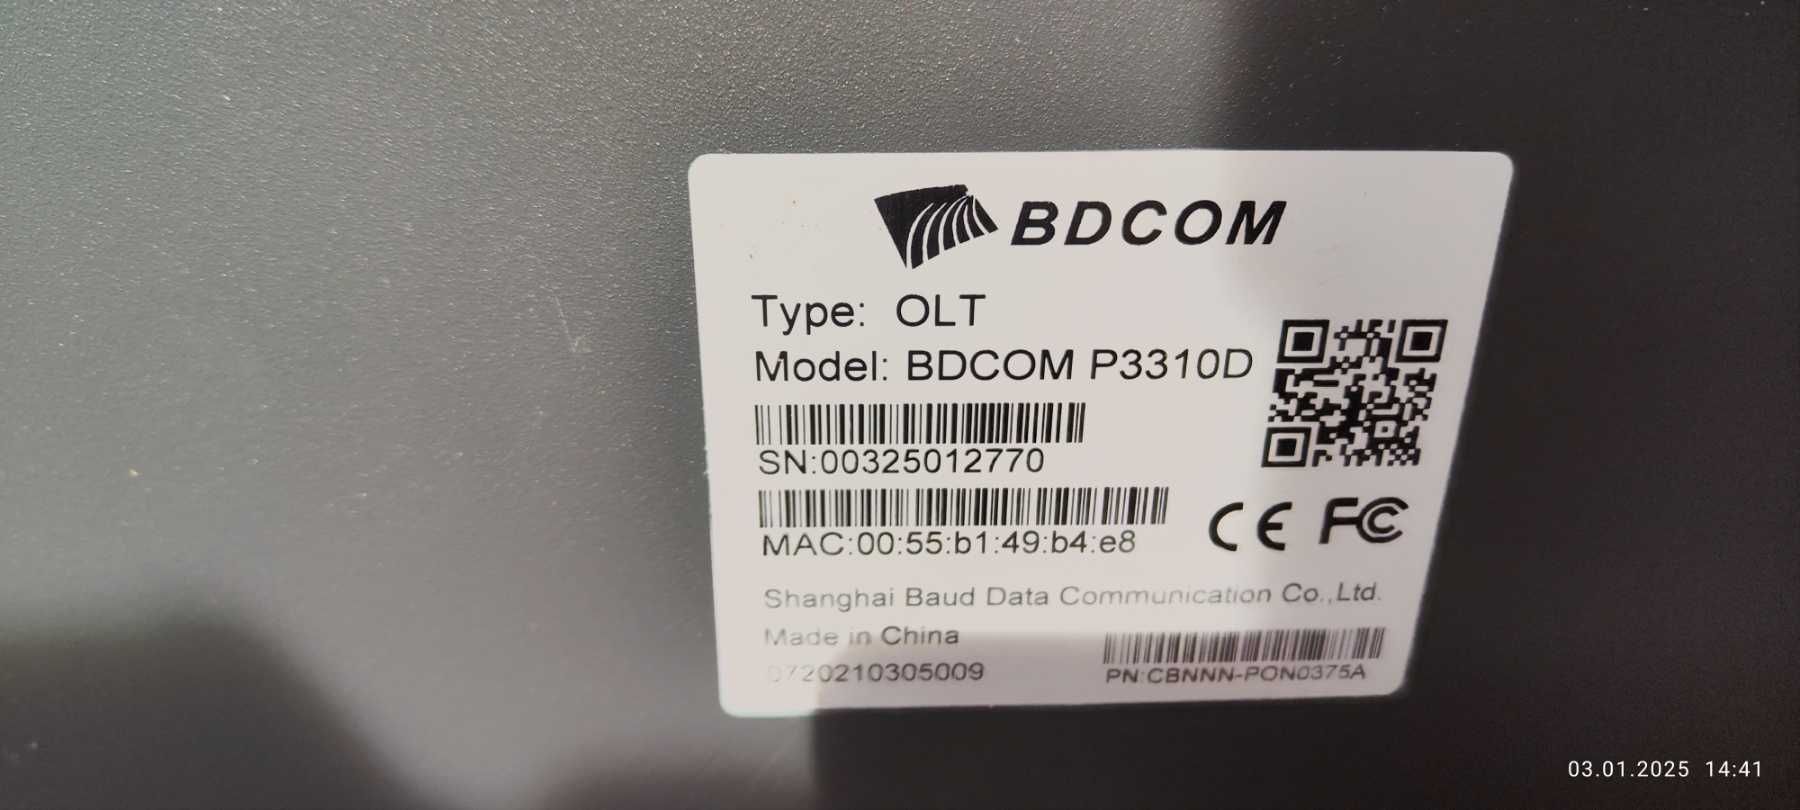 BDCOM
Type: OLT
Model: BDCOM P3310D
SN:00325012770
MAC:00:55:b1:49:b4:e8
CE FC
Shanghai Baud Data Communication Co.,Ltd.
Made in China
0720210305009
PN:CBNNN-PON0375A
03.01.2025 14:41